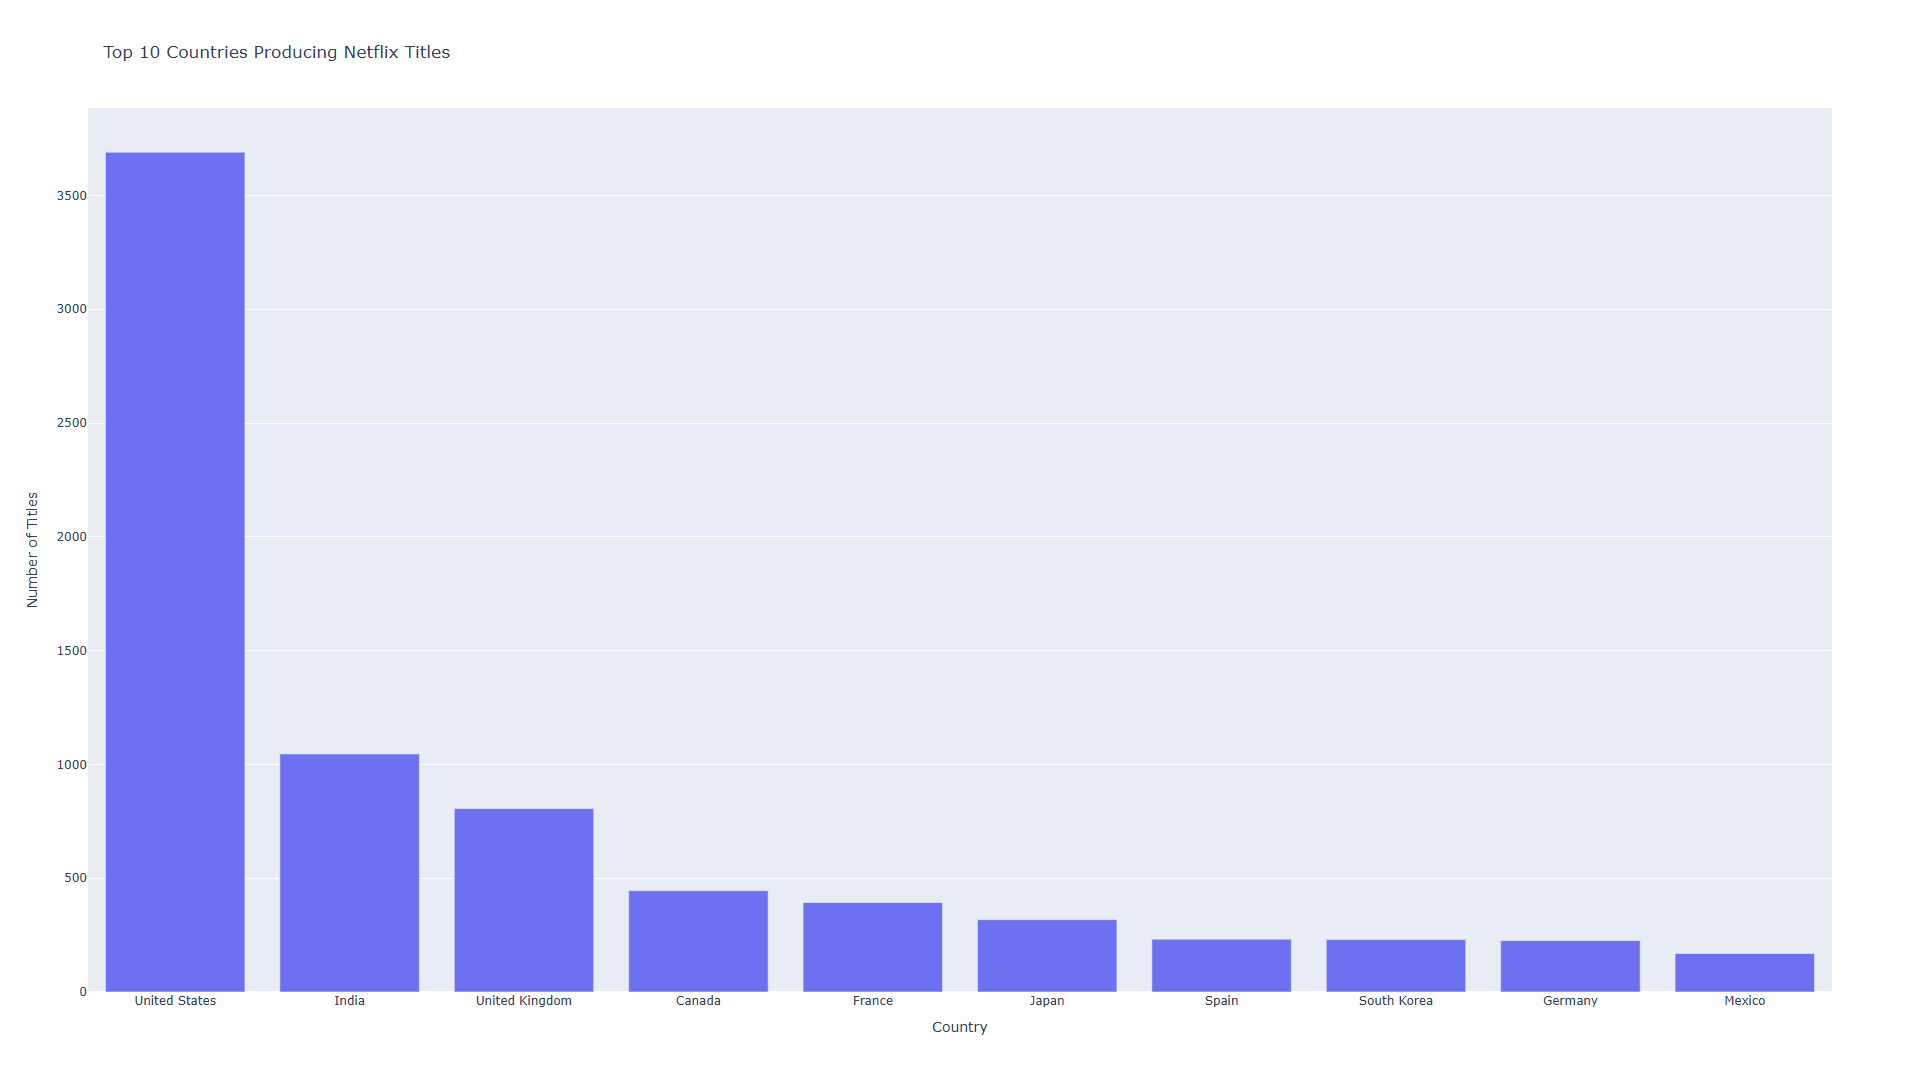 Top 10 Countries Producing Netflix Titles
Number of Titles
3500
3000
2500
2000
1500
1000
500
0
United States India United Kingdom Canada France Japan Spain South Korea Germany Mexico
Country